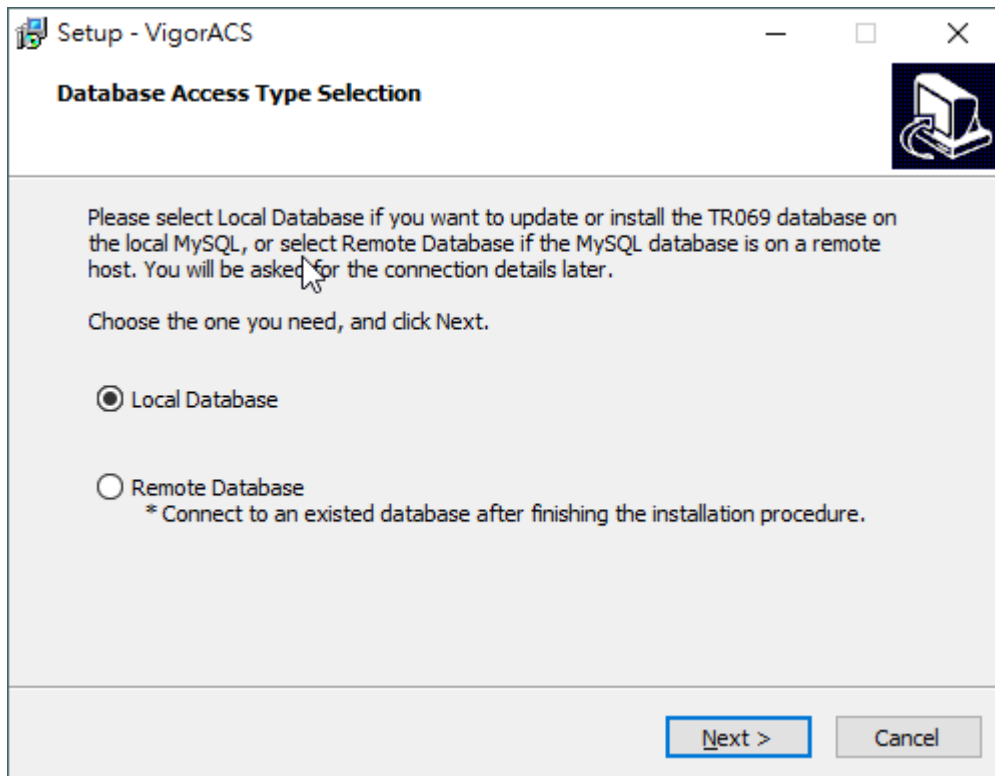 Setup - VigorACS
Database Access Type Selection
Please select Local Database if you want to update or install the TR069 database on
the local MySQL, or select Remote Database if the MySQL database is on a remote
host. You will be asked for the connection details later.
Choose the one you need, and click Next.
Local Database
Remote Database
* Connect to an existed database after finishing the installation procedure.
Next >
Cancel